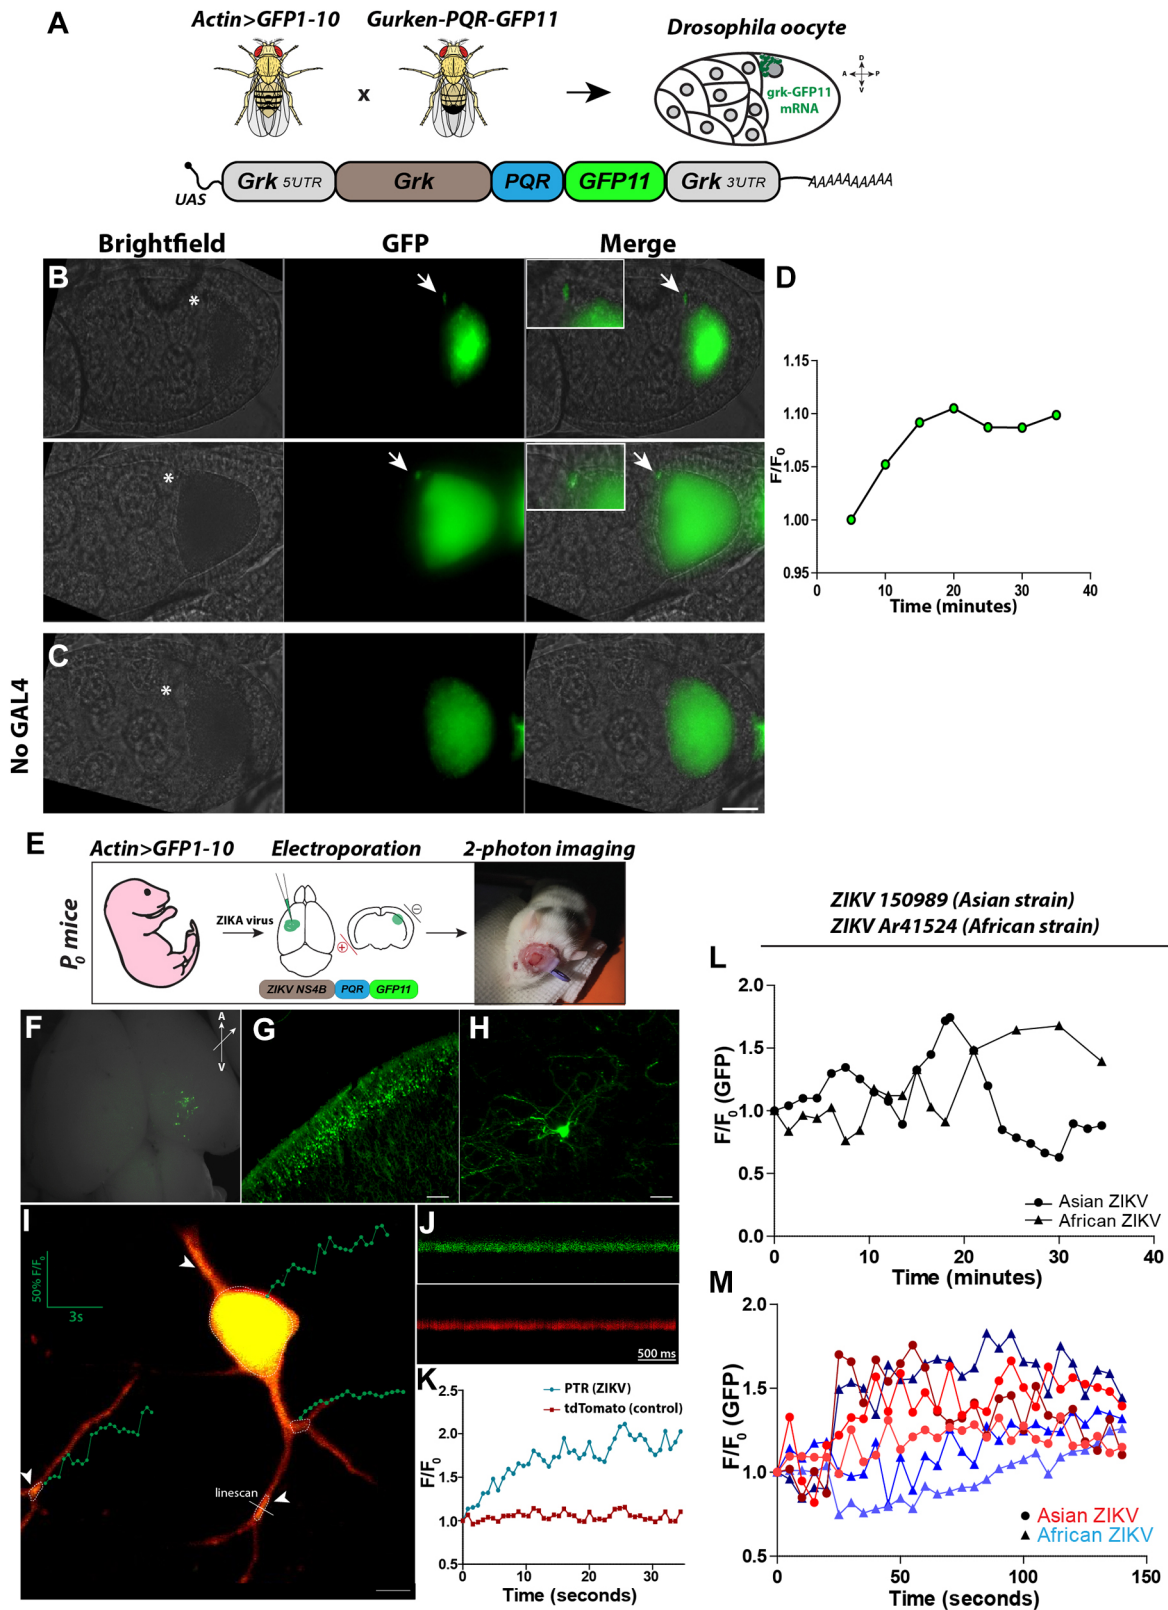 A
Actin>GFP1-10
Gurken-PQR-GFP11
Drosophila oocyte
x
grk-GFP11
mRNA
D
A
P
V
UAS
Grk 5'UTR
Grk
PQR
GFP11
Grk 3'UTR
AAAAAAAAAA
Brightfield
GFP
Merge
B
*
*
C
*
No GAL4
D
F/F0
1.15
1.10
1.05
1.00
0.95
0
10
20
30
40
Time (minutes)
E
Actin>GFP1-10
Electroporation
2-photon imaging
P0 mice
ZIKA virus
ZIKV NS4B
PQR
GFP11
F
A
V
G
H
I
50% F/F0
3s
linescan
J
500 ms
K
PTR (ZIKV)
tdTomato (control)
F/F0
2.5
2.0
1.5
1.0
0.5
0
10
20
30
Time (seconds)
ZIKV 150989 (Asian strain)
ZIKV Ar41524 (African strain)
L
F/F0 (GFP)
2.0
1.5
1.0
0.5
0.0
0
10
20
30
40
Asian ZIKV
African ZIKV
Time (minutes)
M
F/F0 (GFP)
2.0
1.5
1.0
0.5
0
50
100
150
Asian ZIKV
African ZIKV
Time (seconds)